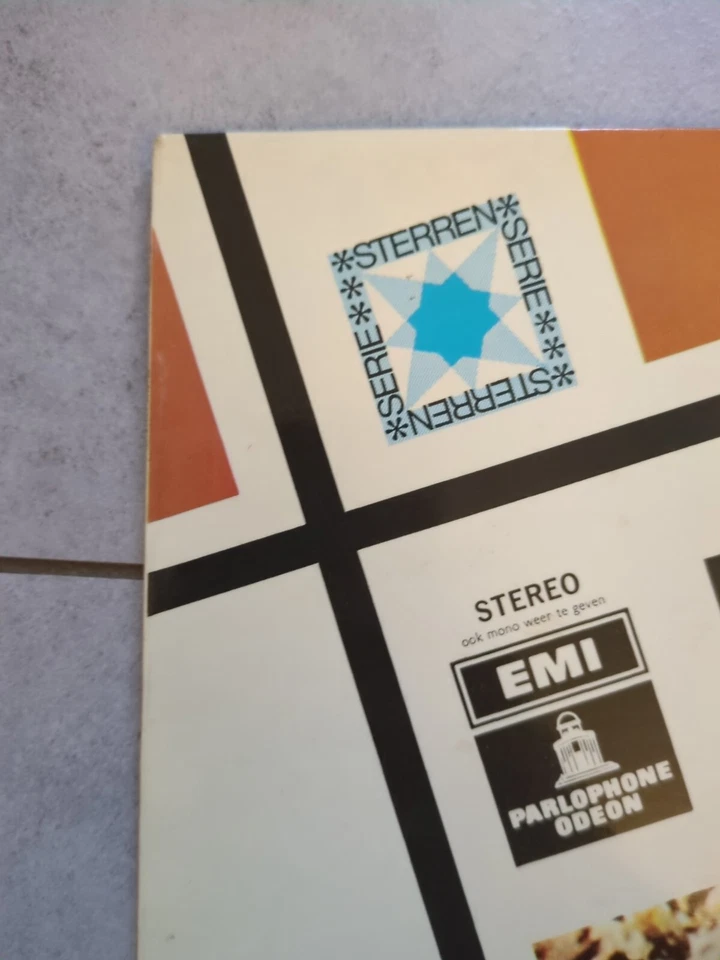 *STERREN*
SERIE**
*STERREN*
SERIE**
STEREO
ook mono weer te geven
EMI
PARLOPHONE
ODEON